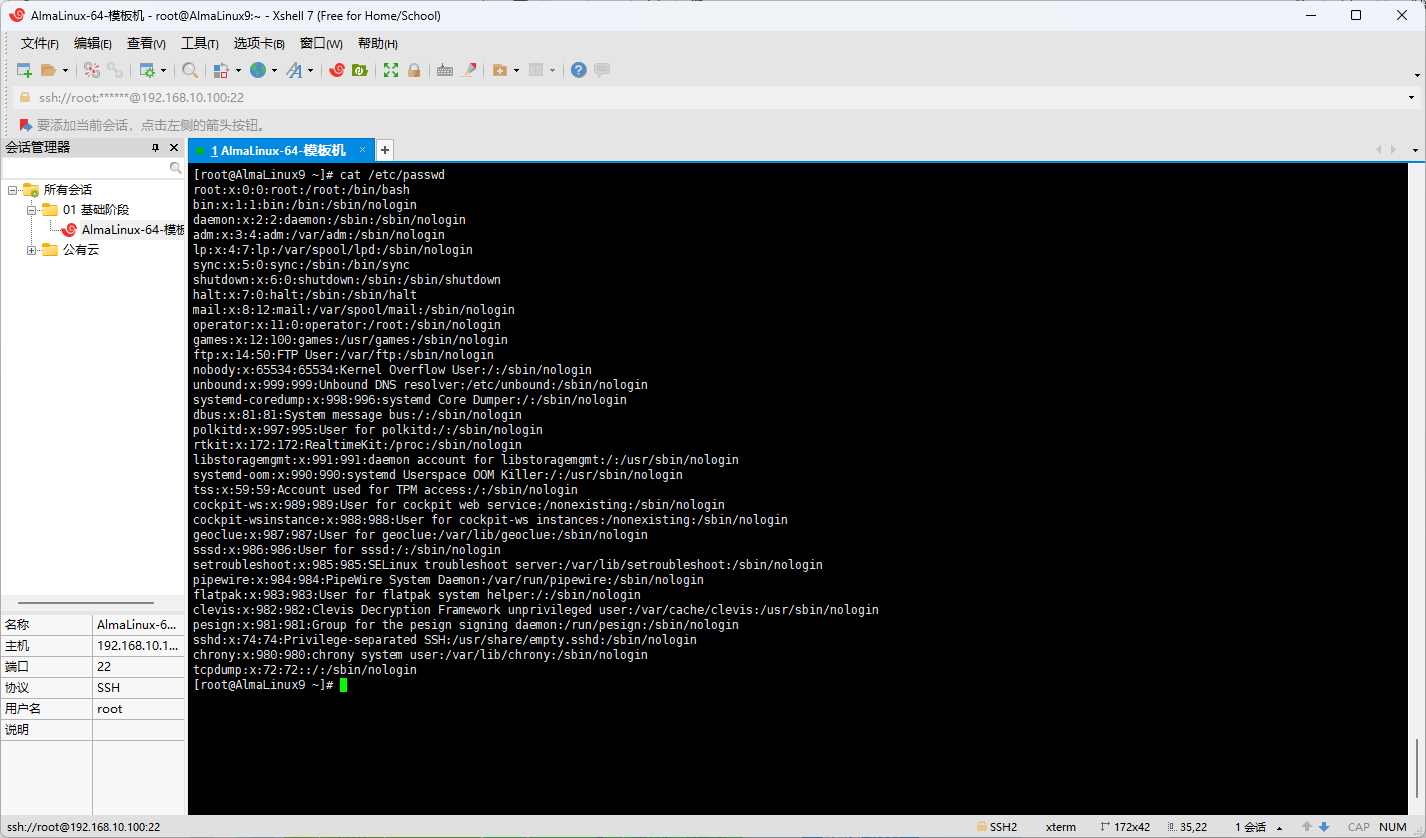 AlmaLinux-64-模板机 - root@AlmaLinux9:~ - Xshell 7 (Free for Home/School)
文件(F) 编辑(E) 查看(V) 工具(T) 选项卡(B) 窗口(W) 帮助(H)
ssh://root:******@192.168.10.100:22
要添加当前会话，点击左侧的箭头按钮。
会话管理器
1 AlmaLinux-64-模板机
所有会话
01 基础阶段
AlmaLinux-64-模板
公有云
[root@AlmaLinux9 ~]# cat /etc/passwd
root:x:0:0:root:/root:/bin/bash
bin:x:1:1:bin:/bin:/sbin/nologin
daemon:x:2:2:daemon:/sbin:/sbin/nologin
adm:x:3:4:adm:/var/adm:/sbin/nologin
lp:x:4:7:lp:/var/spool/lpd:/sbin/nologin
sync:x:5:0:sync:/sbin:/bin/sync
shutdown:x:6:0:shutdown:/sbin:/sbin/shutdown
halt:x:7:0:halt:/sbin:/sbin/halt
mail:x:8:12:mail:/var/spool/mail:/sbin/nologin
operator:x:11:0:operator:/root:/sbin/nologin
games:x:12:100:games:/usr/games:/sbin/nologin
ftp:x:14:50:FTP User:/var/ftp:/sbin/nologin
nobody:x:65534:65534:Kernel Overflow User:/:/sbin/nologin
unbound:x:999:999:Unbound DNS resolver:/etc/unbound:/sbin/nologin
systemd-coredump:x:998:996:systemd Core Dumper:/:/sbin/nologin
dbus:x:81:81:System message bus:/:/sbin/nologin
polkitd:x:997:995:User for polkitd:/:/sbin/nologin
rtkit:x:172:172:RealtimeKit:/proc:/sbin/nologin
libstoragemgmt:x:991:991:daemon account for libstoragemgmt:/:/usr/sbin/nologin
systemd-oom:x:990:990:systemd Userspace OOM Killer:/:/usr/sbin/nologin
tss:x:59:59:Account used for TPM access:/:/sbin/nologin
cockpit-ws:x:989:989:User for cockpit web service:/nonexisting:/sbin/nologin
cockpit-wsinstance:x:988:988:User for cockpit-ws instances:/nonexisting:/sbin/nologin
geoclue:x:987:987:User for geoclue:/var/lib/geoclue:/sbin/nologin
sssd:x:986:986:User for sssd:/:/sbin/nologin
setroubleshoot:x:985:985:SELinux troubleshoot server:/var/lib/setroubleshoot:/sbin/nologin
pipewire:x:984:984:PipeWire System Daemon:/var/run/pipewire:/sbin/nologin
flatpak:x:983:983:User for flatpak system helper:/:/sbin/nologin
clevis:x:982:982:Clevis Decryption Framework unprivileged user:/var/cache/clevis:/usr/sbin/nologin
pesign:x:981:981:Group for the pesign signing daemon:/run/pesign:/sbin/nologin
sshd:x:74:74:Privilege-separated SSH:/usr/share/empty.sshd:/sbin/nologin
chrony:x:980:980:chrony system user:/var/lib/chrony:/sbin/nologin
tcpdump:x:72:72::/:/sbin/nologin
[root@AlmaLinux9 ~]#
名称 AlmaLinux-6...
主机 192.168.10.1...
端口 22
协议 SSH
用户名 root
说明
ssh://root@192.168.10.100:22 SSH2 xterm 172x42 35,22 1 会话 CAP NUM